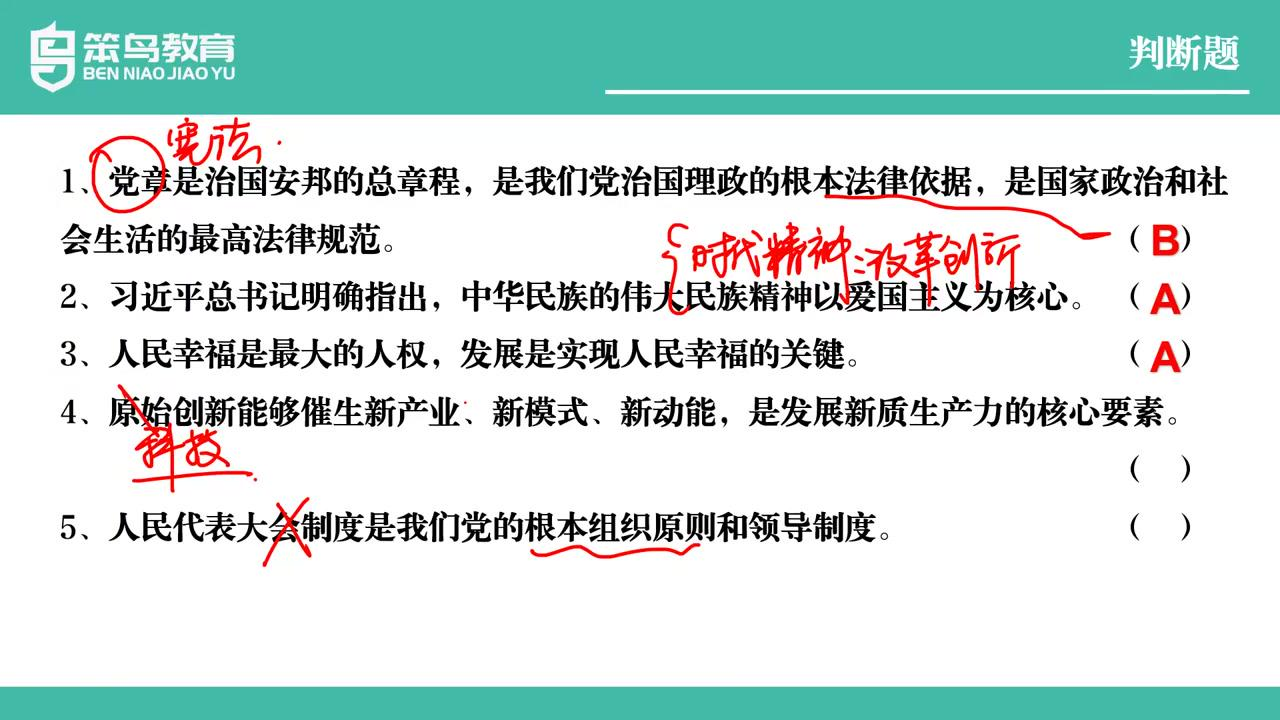 笨鸟教育
BEN NIAO JIAO YU
判断题
宪法
1、党章是治国安邦的总章程，是我们党治国理政的根本法律依据，是国家政治和社
会生活的最高法律规范。 （B）
时代精神：改革创新
2、习近平总书记明确指出，中华民族的伟大民族精神以爱国主义为核心。 （A）
3、人民幸福是最大的人权，发展是实现人民幸福的关键。 （A）
4、原始创新能够催生新产业、新模式、新动能，是发展新质生产力的核心要素。
科技
（ ）
5、人民代表大会制度是我们党的根本组织原则和领导制度。 （ ）